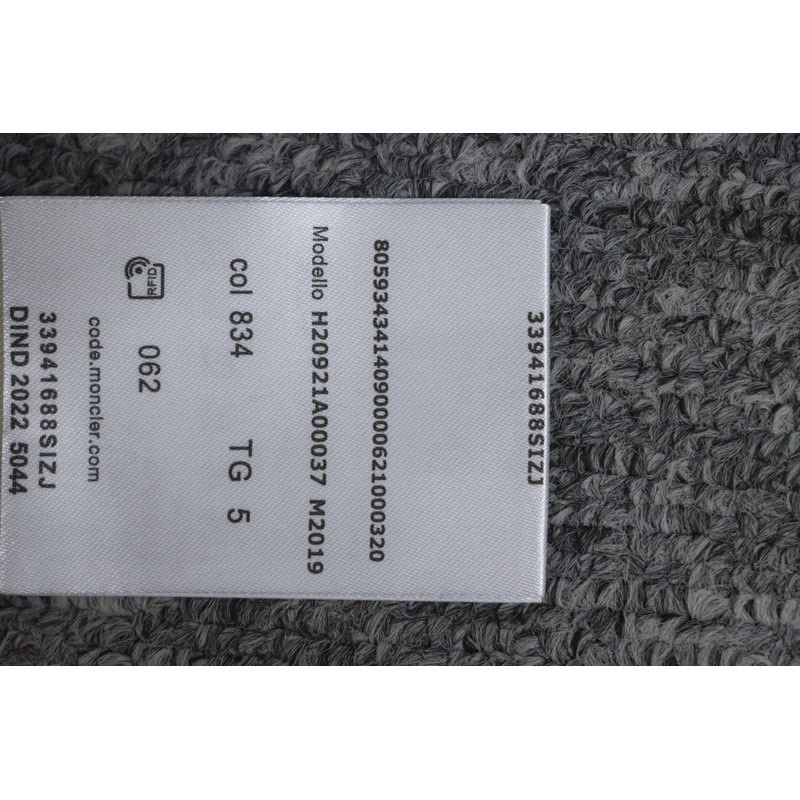 33941688SIZJ
8059343414090000621000320
Modello H20921A00037 M2019
col 834 TG 5
RFID 062
code.moncler.com
33941688SIZJ
DIND 2022 5044